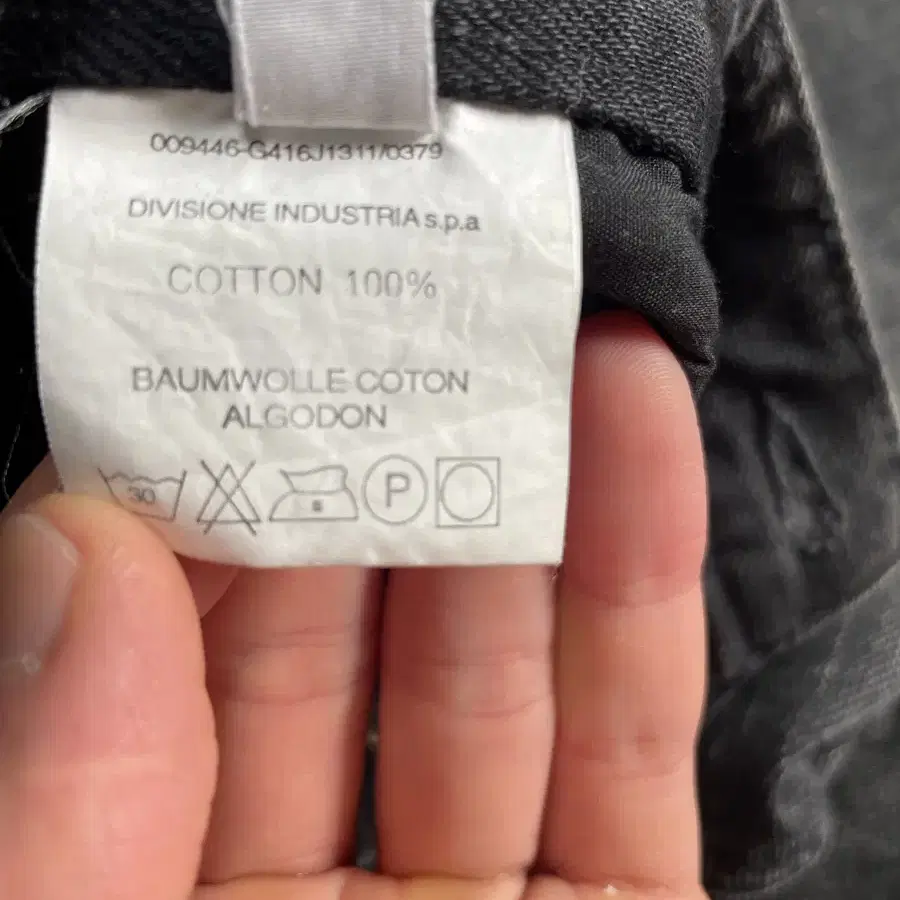 009446-G416J1311/0379
DIVISIONE INDUSTRIA s.p.a
COTTON 100%
BAUMWOLLE COTON
ALGODON
30
P